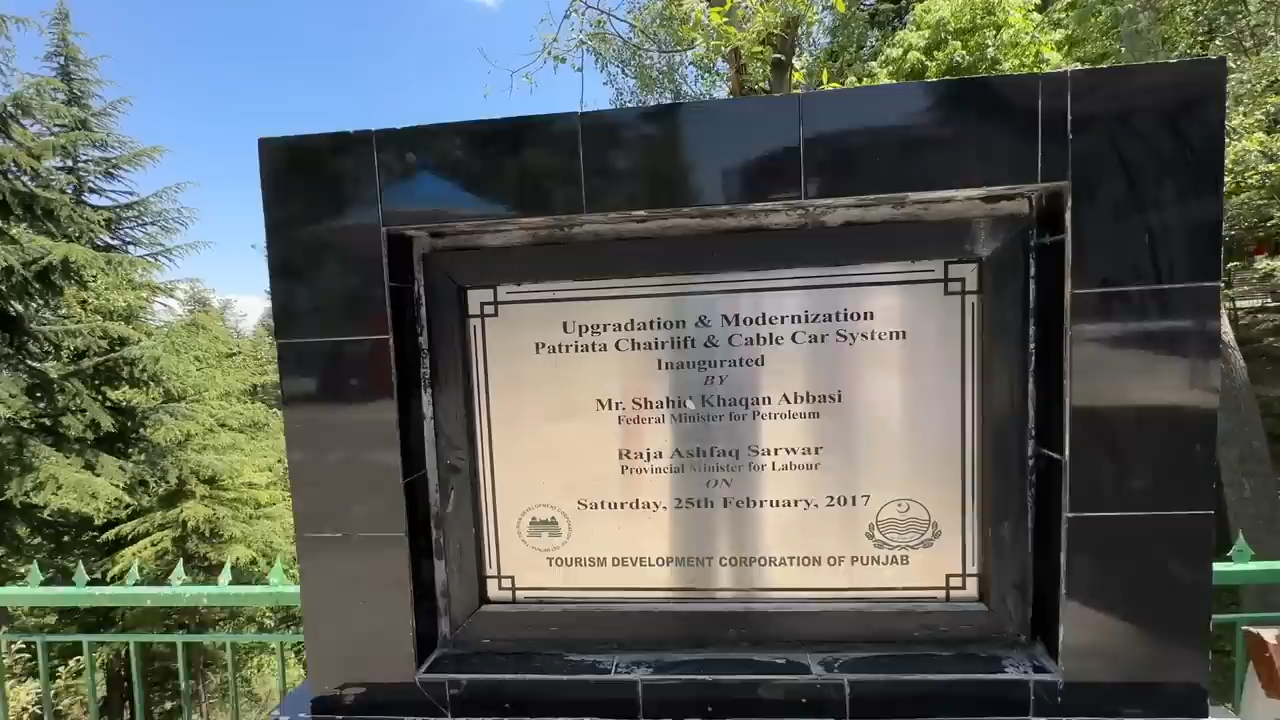 Upgradation & Modernization
Patriata Chairlift & Cable Car System
Inaugurated
BY
Mr. Shahid Khaqan Abbasi
Federal Minister for Petroleum
Raja Ashfaq Sarwar
Provincial Minister for Labour
ON
Saturday, 25th February, 2017
TOURISM DEVELOPMENT CORPORATION OF PUNJAB